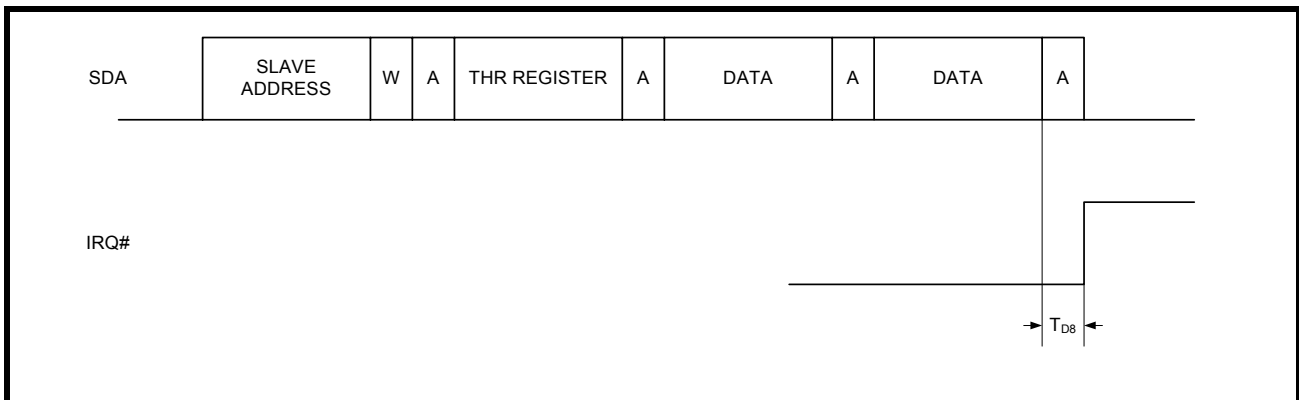 SDA
SLAVE
ADDRESS
W
A
THR REGISTER
A
DATA
A
DATA
A
IRQ#
TD8